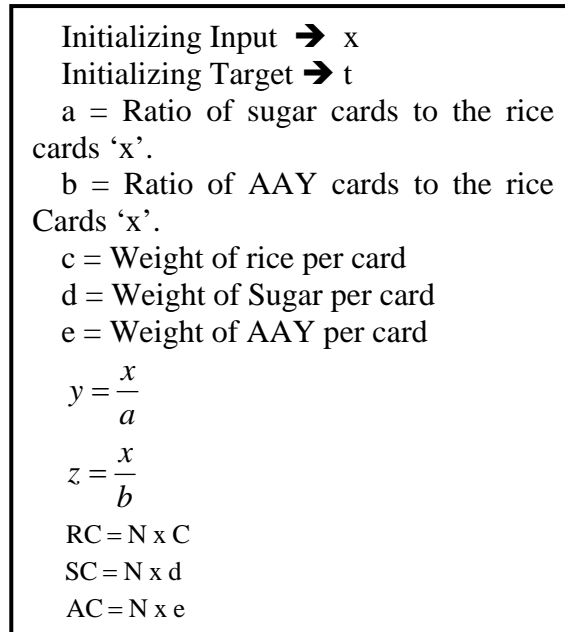 Initializing Input ➔ x
Initializing Target ➔ t
a = Ratio of sugar cards to the rice
cards ‘x’.
b = Ratio of AAY cards to the rice
Cards ‘x’.
c = Weight of rice per card
d = Weight of Sugar per card
e = Weight of AAY per card
y = x/a
z = x/b
RC = N x C
SC = N x d
AC = N x e